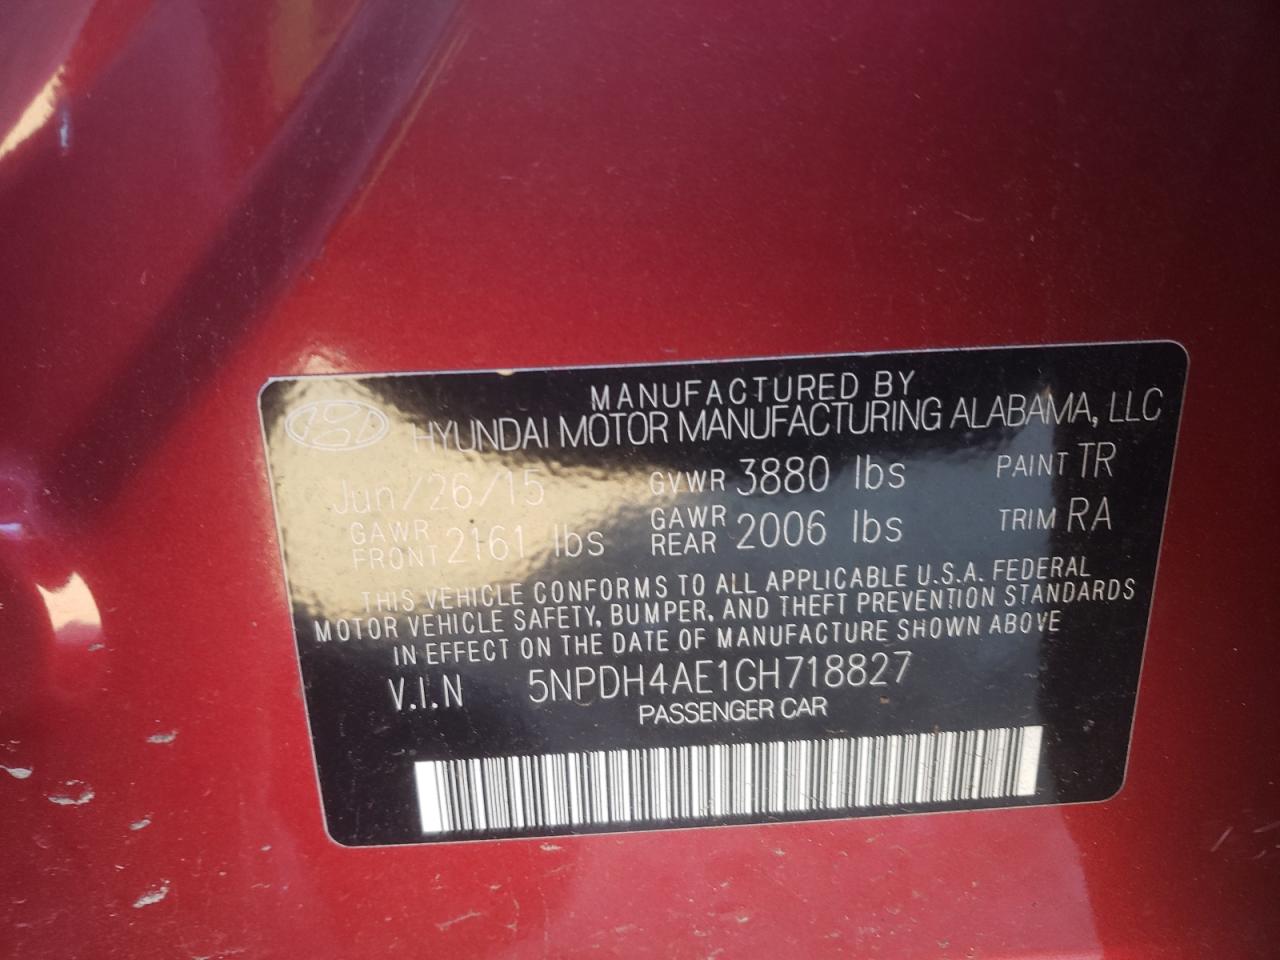 MANUFACTURED BY
HYUNDAI MOTOR MANUFACTURING ALABAMA, LLC
Jun/26/15 GVWR 3880 lbs PAINT TR
GAWR FRONT 2161 lbs GAWR REAR 2006 lbs TRIM RA
THIS VEHICLE CONFORMS TO ALL APPLICABLE U.S.A. FEDERAL
MOTOR VEHICLE SAFETY, BUMPER, AND THEFT PREVENTION STANDARDS
IN EFFECT ON THE DATE OF MANUFACTURE SHOWN ABOVE
V.I.N 5NPDH4AE1GH718827
PASSENGER CAR